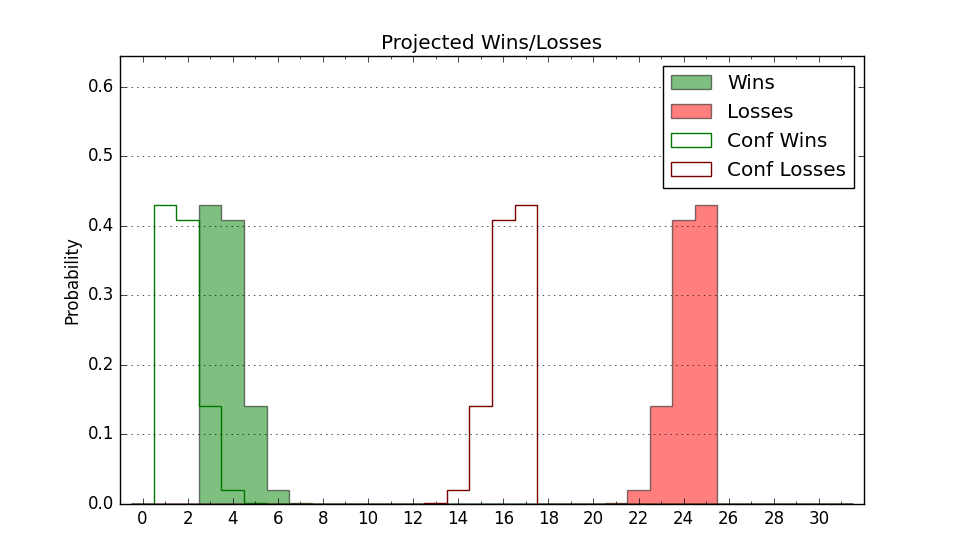 Projected Wins/Losses
Probability
0.6
0.5
0.4
0.3
0.2
0.1
0.0
0 2 4 6 8 10 12 14 16 18 20 22 24 26 28 30
Wins
Losses
Conf Wins
Conf Losses